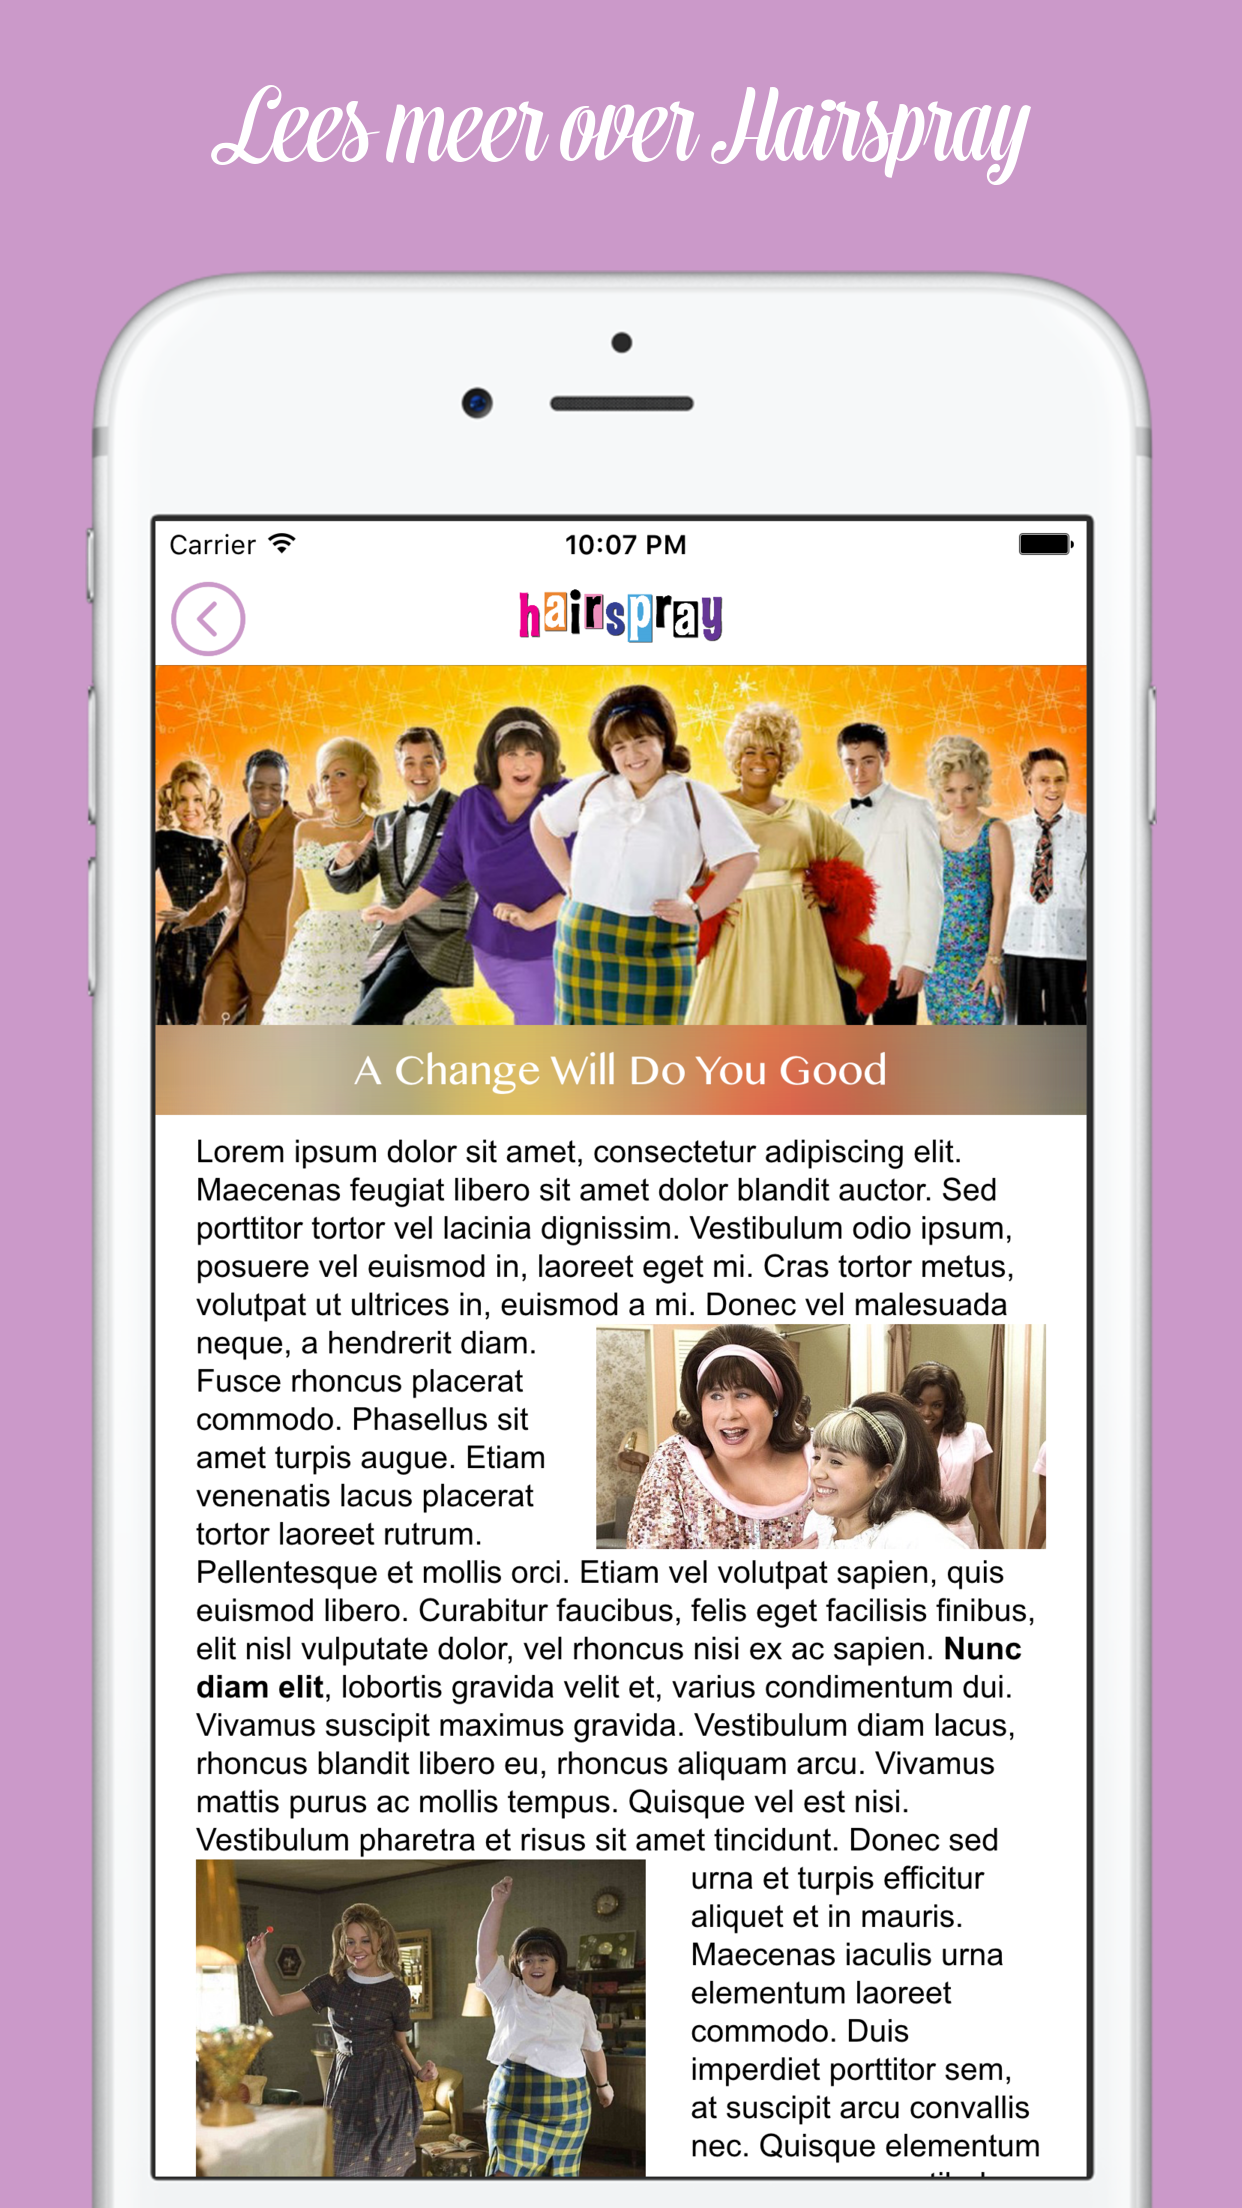 Lees meer over Hairspray
Carrier
10:07 PM
hairspray
A Change Will Do You Good
Lorem ipsum dolor sit amet, consectetur adipiscing elit.
Maecenas feugiat libero sit amet dolor blandit auctor. Sed
porttitor tortor vel lacinia dignissim. Vestibulum odio ipsum,
posuere vel euismod in, laoreet eget mi. Cras tortor metus,
volutpat ut ultrices in, euismod a mi. Donec vel malesuada
neque, a hendrerit diam.
Fusce rhoncus placerat
commodo. Phasellus sit
amet turpis augue. Etiam
venenatis lacus placerat
tortor laoreet rutrum.
Pellentesque et mollis orci. Etiam vel volutpat sapien, quis
euismod libero. Curabitur faucibus, felis eget facilisis finibus,
elit nisl vulputate dolor, vel rhoncus nisi ex ac sapien. Nunc
diam elit, lobortis gravida velit et, varius condimentum dui.
Vivamus suscipit maximus gravida. Vestibulum diam lacus,
rhoncus blandit libero eu, rhoncus aliquam arcu. Vivamus
mattis purus ac mollis tempus. Quisque vel est nisi.
Vestibulum pharetra et risus sit amet tincidunt. Donec sed
urna et turpis efficitur
aliquet et in mauris.
Maecenas iaculis urna
elementum laoreet
commodo. Duis
imperdiet porttitor sem,
at suscipit arcu convallis
nec. Quisque elementum